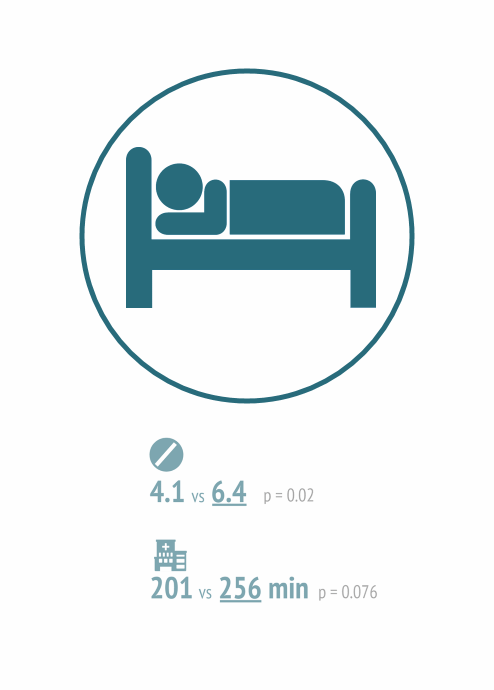 4.1 vs 6.4 p = 0.02
201 vs 256 min p = 0.076